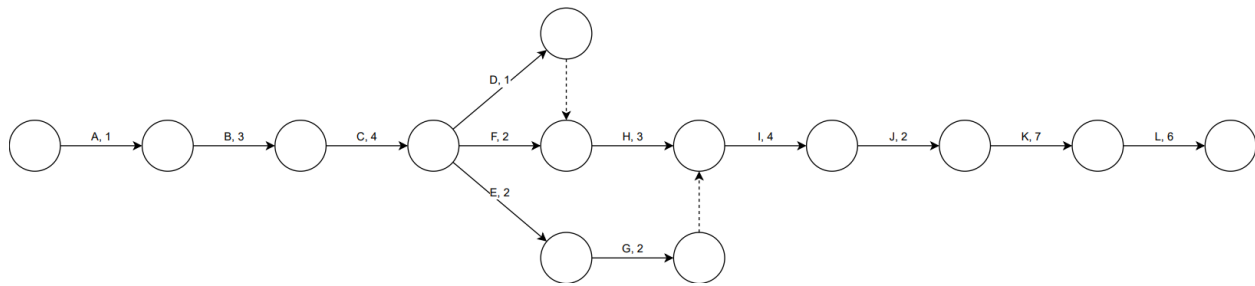 D, 1
A, 1
B, 3
C, 4
F, 2
H, 3
I, 4
J, 2
K, 7
L, 6
E, 2
G, 2